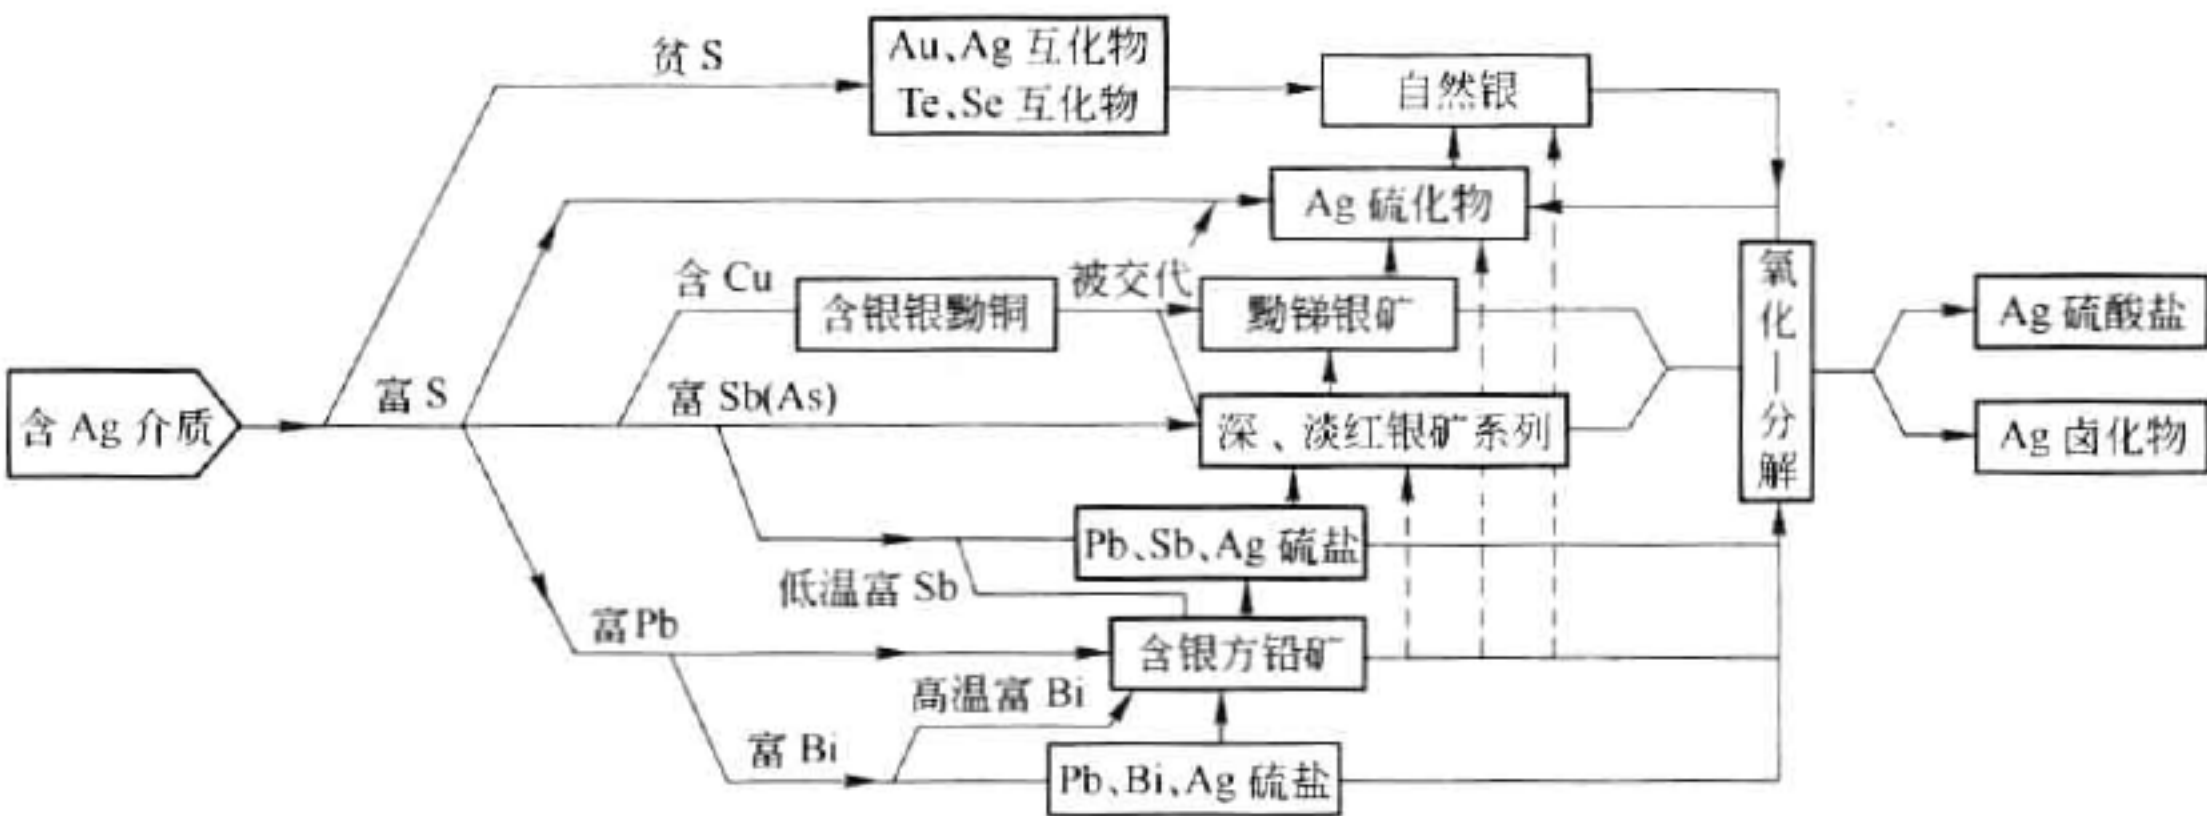 贫 S
Au、Ag 互化物
Te、Se 互化物
自然银
Ag 硫化物
含 Cu
含银银黝铜
被交代
黝锑银矿
氧化—分解
Ag 硫酸盐
含 Ag 介质
富 S
富 Sb(As)
深、淡红银矿系列
Ag 卤化物
Pb、Sb、Ag 硫盐
低温富 Sb
富Pb
含银方铅矿
高温富 Bi
富 Bi
Pb、Bi、Ag 硫盐